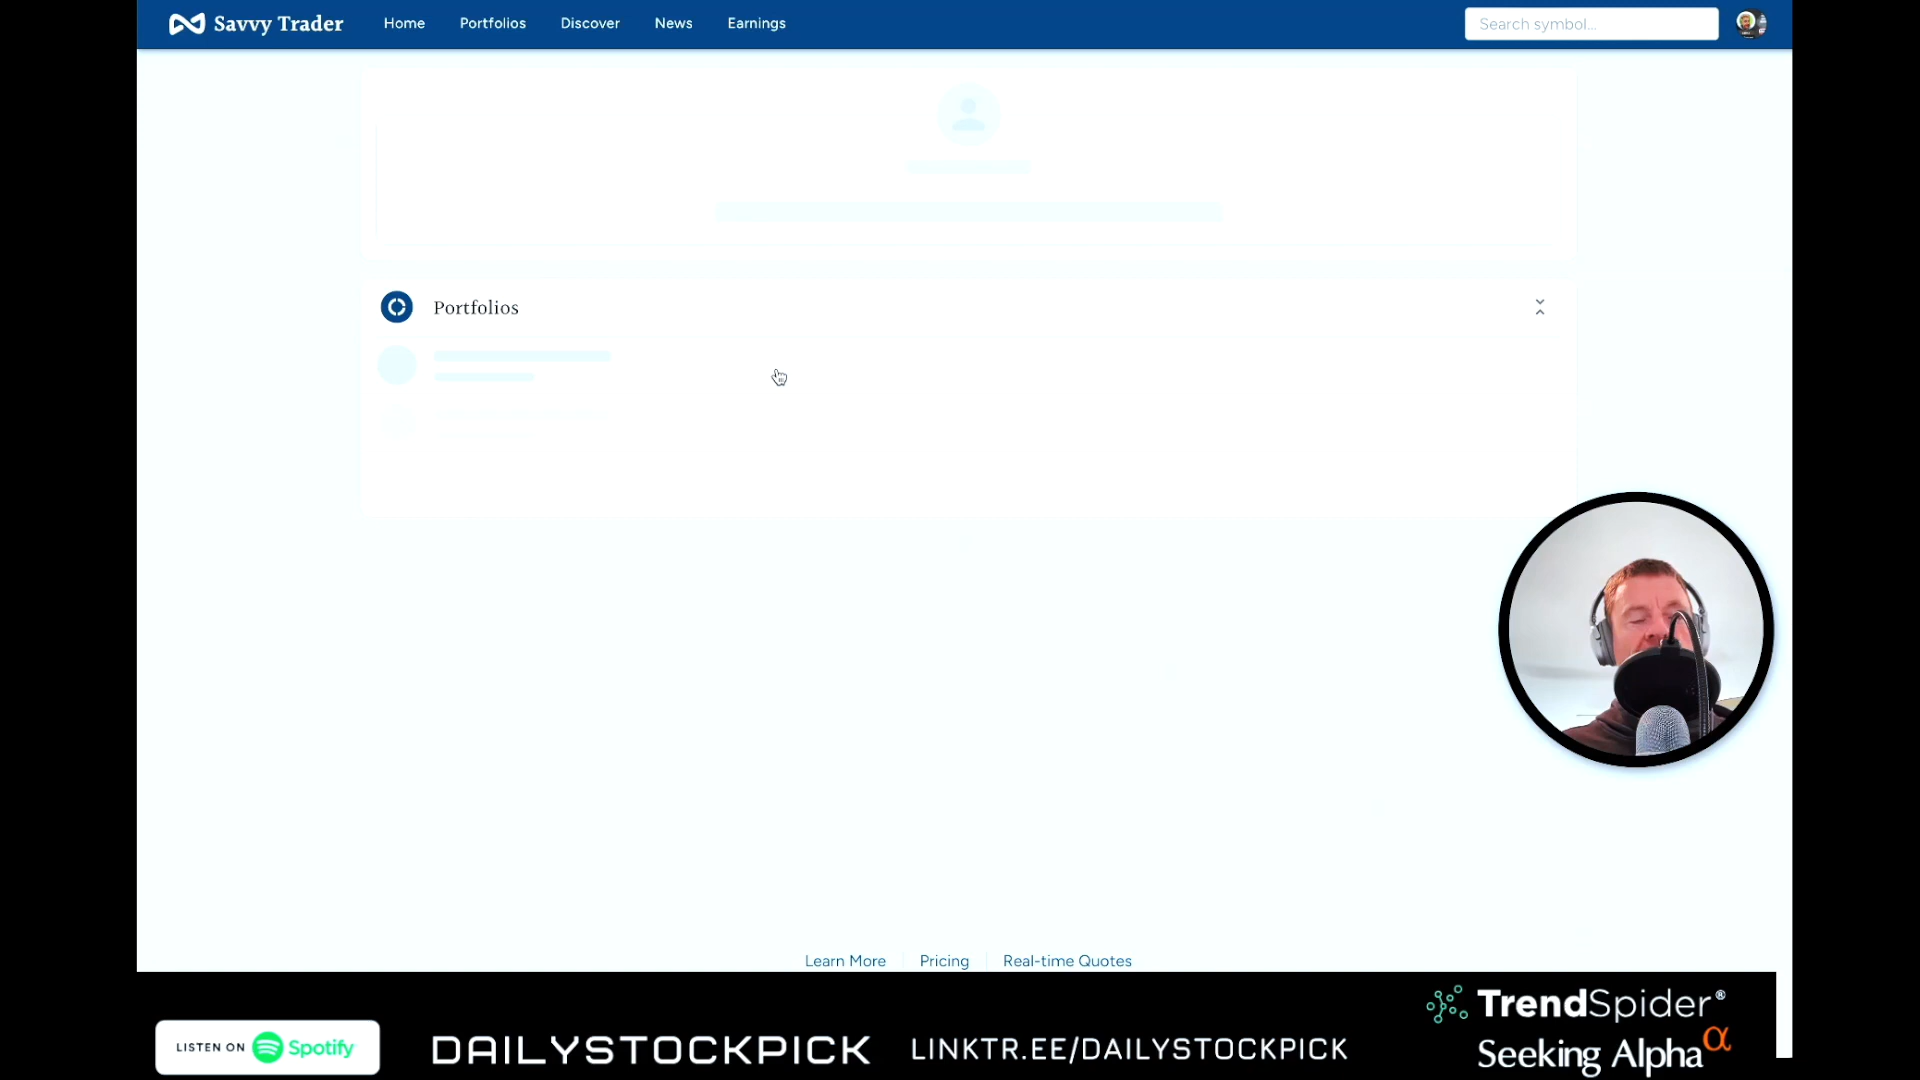 Savvy Trader
Home
Portfolios
Discover
News
Earnings
Search symbol...
Portfolios
Learn More
Pricing
Real-time Quotes
LISTEN ON Spotify
DAILYSTOCKPICK
LINKTR.EE/DAILYSTOCKPICK
TrendSpider®
Seeking Alpha α